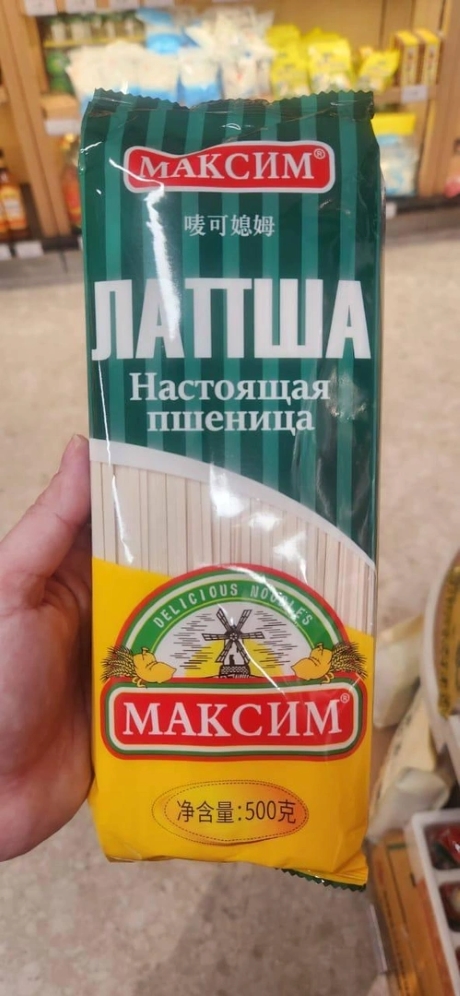 МАКСИМ®
唛可媳姆
ЛАПША
Настоящая
пшеница
DELICIOUS NOODLES
МАКСИМ®
净含量:500克